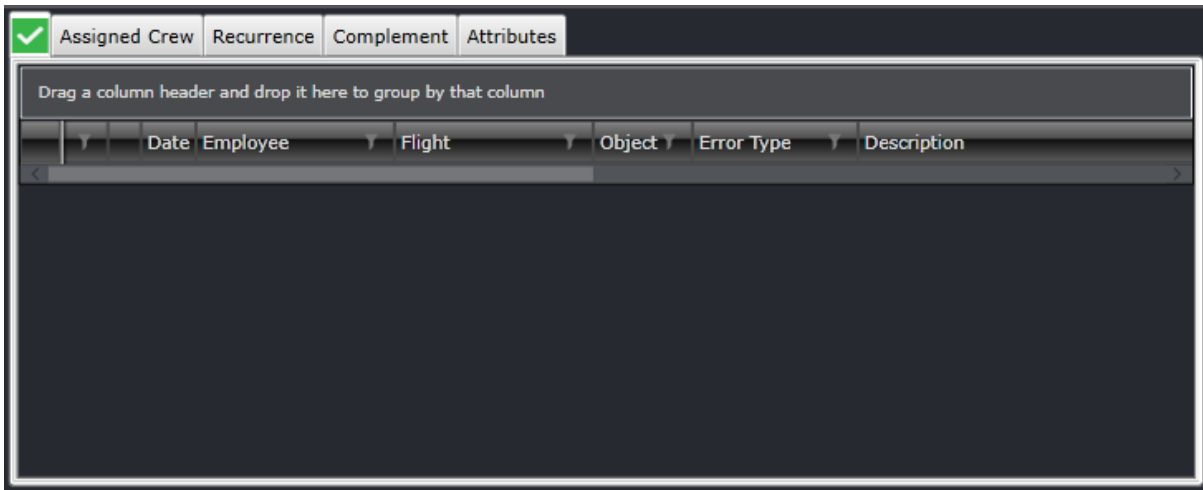 Assigned Crew Recurrence Complement Attributes
Drag a column header and drop it here to group by that column
Date Employee Flight Object Error Type Description